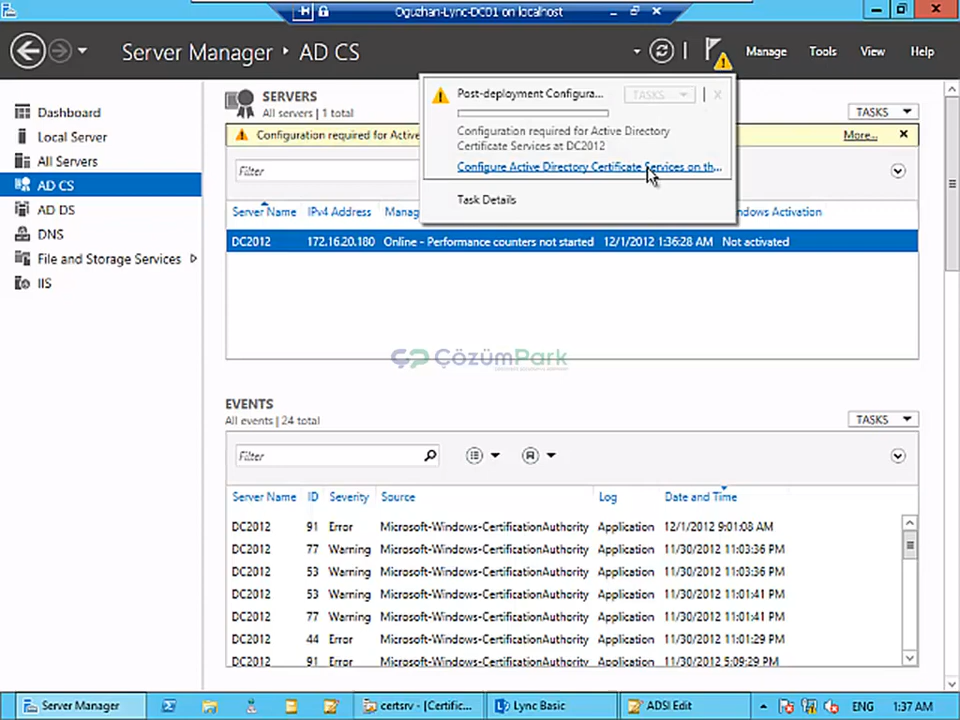 Oguzhan-Lync-DC01 on localhost
Server Manager ‣ AD CS
Manage Tools View Help
Dashboard
Local Server
All Servers
AD CS
AD DS
DNS
File and Storage Services
IIS
SERVERS
All servers | 1 total
TASKS
Configuration required for Active
More...
Filter
Post-deployment Configura...
TASKS
Configuration required for Active Directory
Certificate Services at DC2012
Configure Active Directory Certificate Services on th...
Task Details
Server Name IPv4 Address Manag ndows Activation
DC2012 172.16.20.180 Online - Performance counters not started 12/1/2012 1:36:28 AM Not activated
ÇözümPark
EVENTS
All events | 24 total
TASKS
Filter
Server Name ID Severity Source Log Date and Time
DC2012 91 Error Microsoft-Windows-CertificationAuthority Application 12/1/2012 9:01:08 AM
DC2012 77 Warning Microsoft-Windows-CertificationAuthority Application 11/30/2012 11:03:36 PM
DC2012 53 Warning Microsoft-Windows-CertificationAuthority Application 11/30/2012 11:03:36 PM
DC2012 53 Warning Microsoft-Windows-CertificationAuthority Application 11/30/2012 11:01:41 PM
DC2012 77 Warning Microsoft-Windows-CertificationAuthority Application 11/30/2012 11:01:41 PM
DC2012 44 Error Microsoft-Windows-CertificationAuthority Application 11/30/2012 11:01:29 PM
DC2012 91 Error Microsoft-Windows-CertificationAuthority Application 11/30/2012 5:09:29 PM
Server Manager
certsrv - [Certific...
Lync Basic
ADSI Edit
ENG 1:37 AM